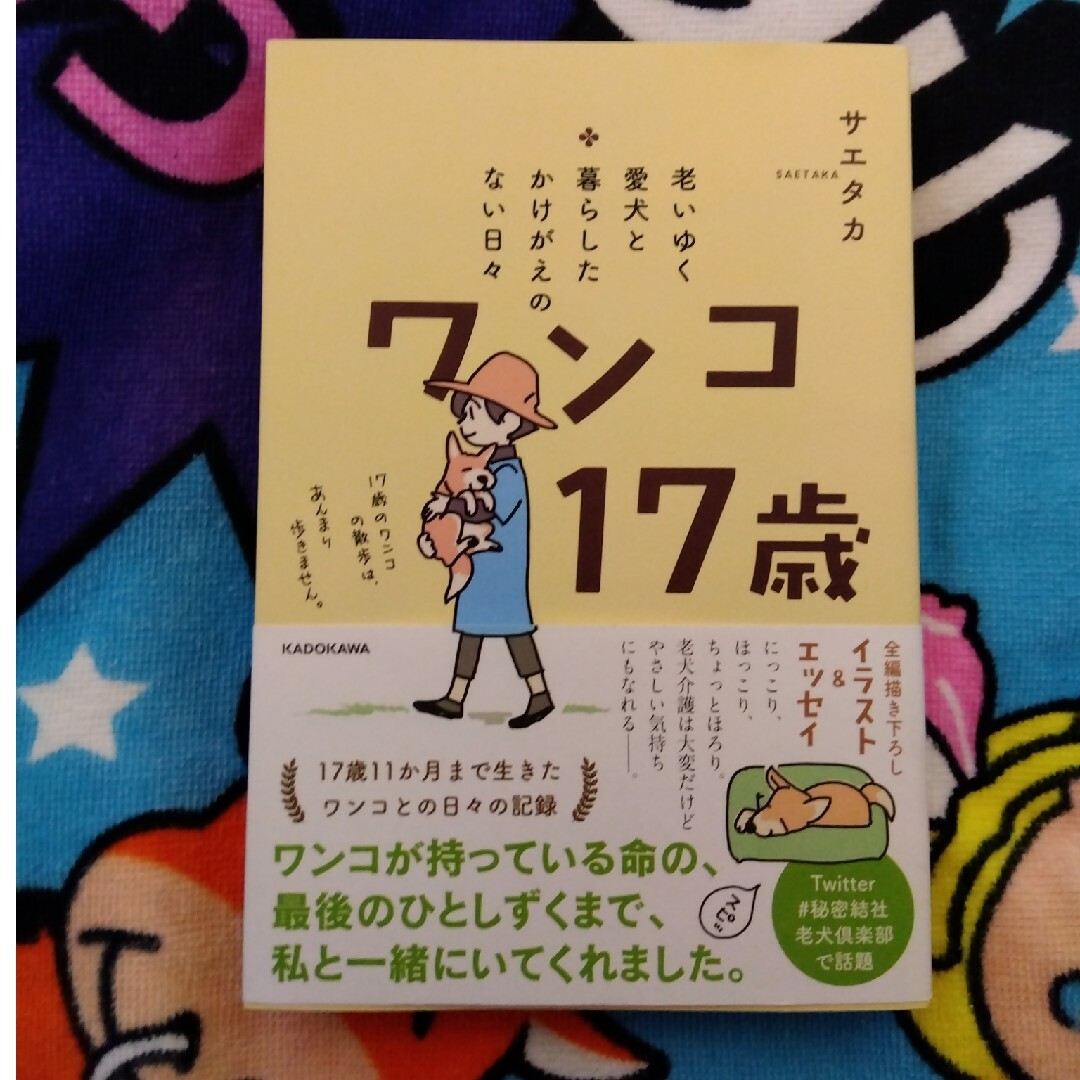 サエタカ
SAETAKA
老いゆく
愛犬と
暮らした
かけがえの
ない日々
ワンコ
17歳
17歳のワンコ
の散歩は、
あんまり
歩きません。
KADOKAWA
全編描き下ろし
イラスト
&
エッセイ
にっこり、
ほっこり、
ちょっとほろり。
老犬介護は大変だけど
やさしい気持ち
にもなれる――。
17歳11か月まで生きた
ワンコとの日々の記録
ワンコが持っている命の、
最後のひとしずくまで、
私と一緒にいてくれました。
Twitter
#秘密結社
老犬倶楽部
で話題